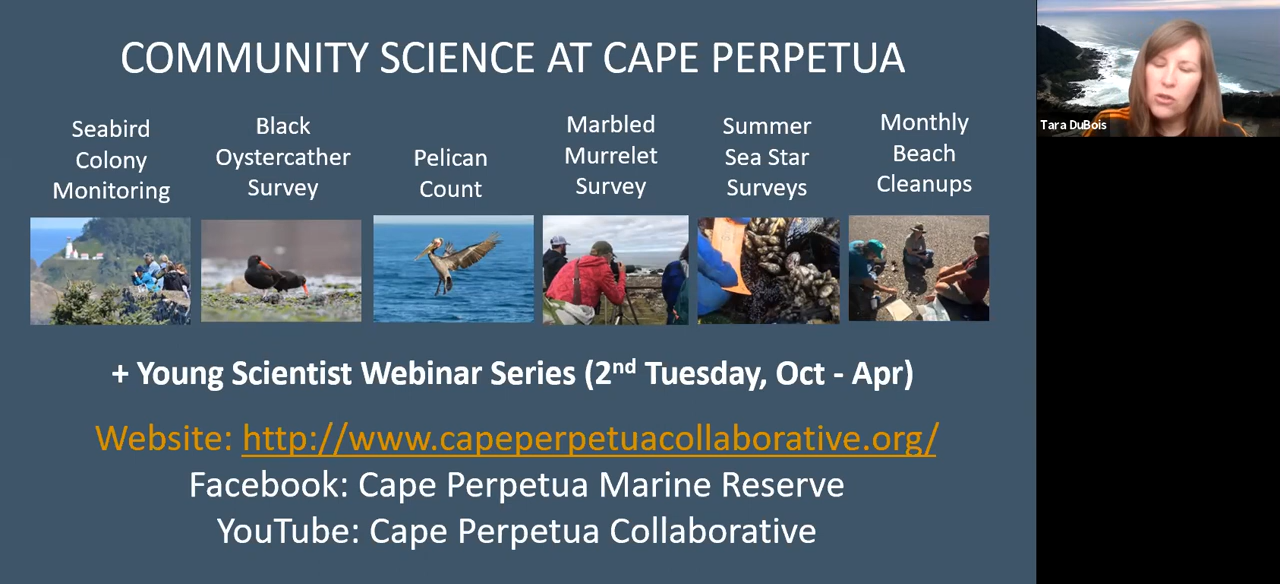 COMMUNITY SCIENCE AT CAPE PERPETUA
Seabird
Colony
Monitoring
Black
Oystercather
Survey
Pelican
Count
Marbled
Murrelet
Survey
Summer
Sea Star
Surveys
Monthly
Beach
Cleanups
+ Young Scientist Webinar Series (2nd Tuesday, Oct - Apr)
Website: http://www.capeperpetuacollaborative.org/
Facebook: Cape Perpetua Marine Reserve
YouTube: Cape Perpetua Collaborative
Tara DuBois